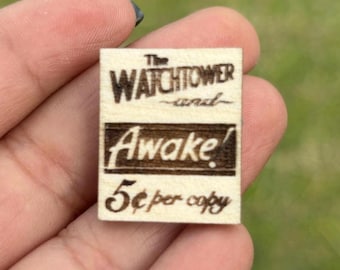 The
WATCHTOWER
and
Awake!
5¢ per copy